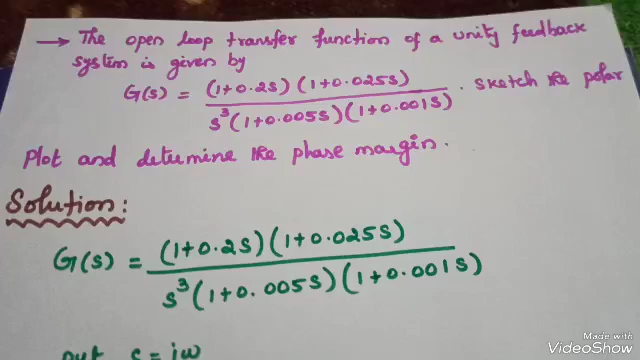 → The open loop transfer function of a unity feedback
system is given by
G(s) = (1+0.2s) (1+0.025s) / s³(1+0.005s)(1+0.001s) . sketch the polar
plot and determine the phase margin.
Solution:
G(s) = (1+0.2s)(1+0.025s) / s³(1+0.005s)(1+0.001s)
put s = jω
Made with
VideoShow